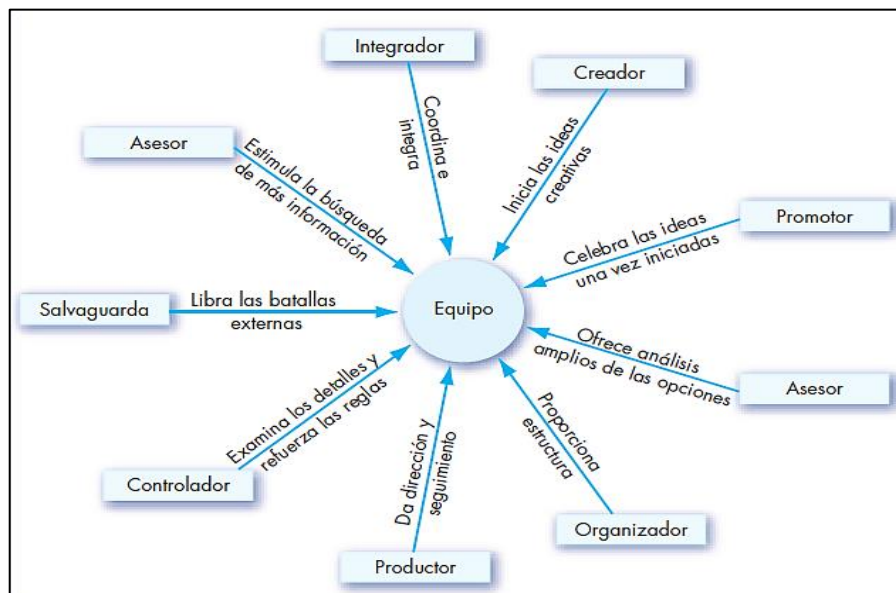 Integrador
Coordina e
integra
Creador
Inicia las ideas
creativas
Promotor
Celebra las ideas
una vez iniciadas
Asesor
Ofrece análisis
amplios de las opciones
Organizador
Proporciona
estructura
Productor
Da dirección y
seguimiento
Controlador
Examina los detalles y
refuerza las reglas
Salvaguarda
Libra las batallas
externas
Asesor
Estimula la búsqueda
de más información
Equipo